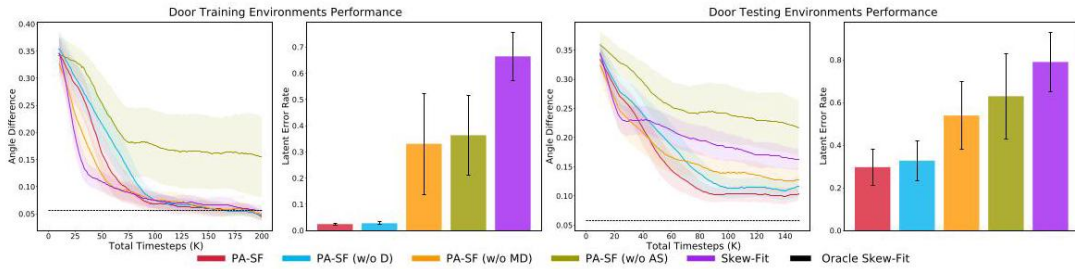 Door Training Environments Performance
Door Testing Environments Performance
Angle Difference
0.40
0.35
0.30
0.25
0.20
0.15
0.10
0.05
0 25 50 75 100 125 150 175 200
Total Timesteps (K)
Latent Error Rate
0.7
0.6
0.5
0.4
0.3
0.2
0.1
0.0
Angle Difference
0.35
0.30
0.25
0.20
0.15
0.10
0.05
0 20 40 60 80 100 120 140
Total Timesteps (K)
Latent Error Rate
0.8
0.6
0.4
0.2
0.0
PA-SF PA-SF (w/o D) PA-SF (w/o MD) PA-SF (w/o AS) Skew-Fit Oracle Skew-Fit